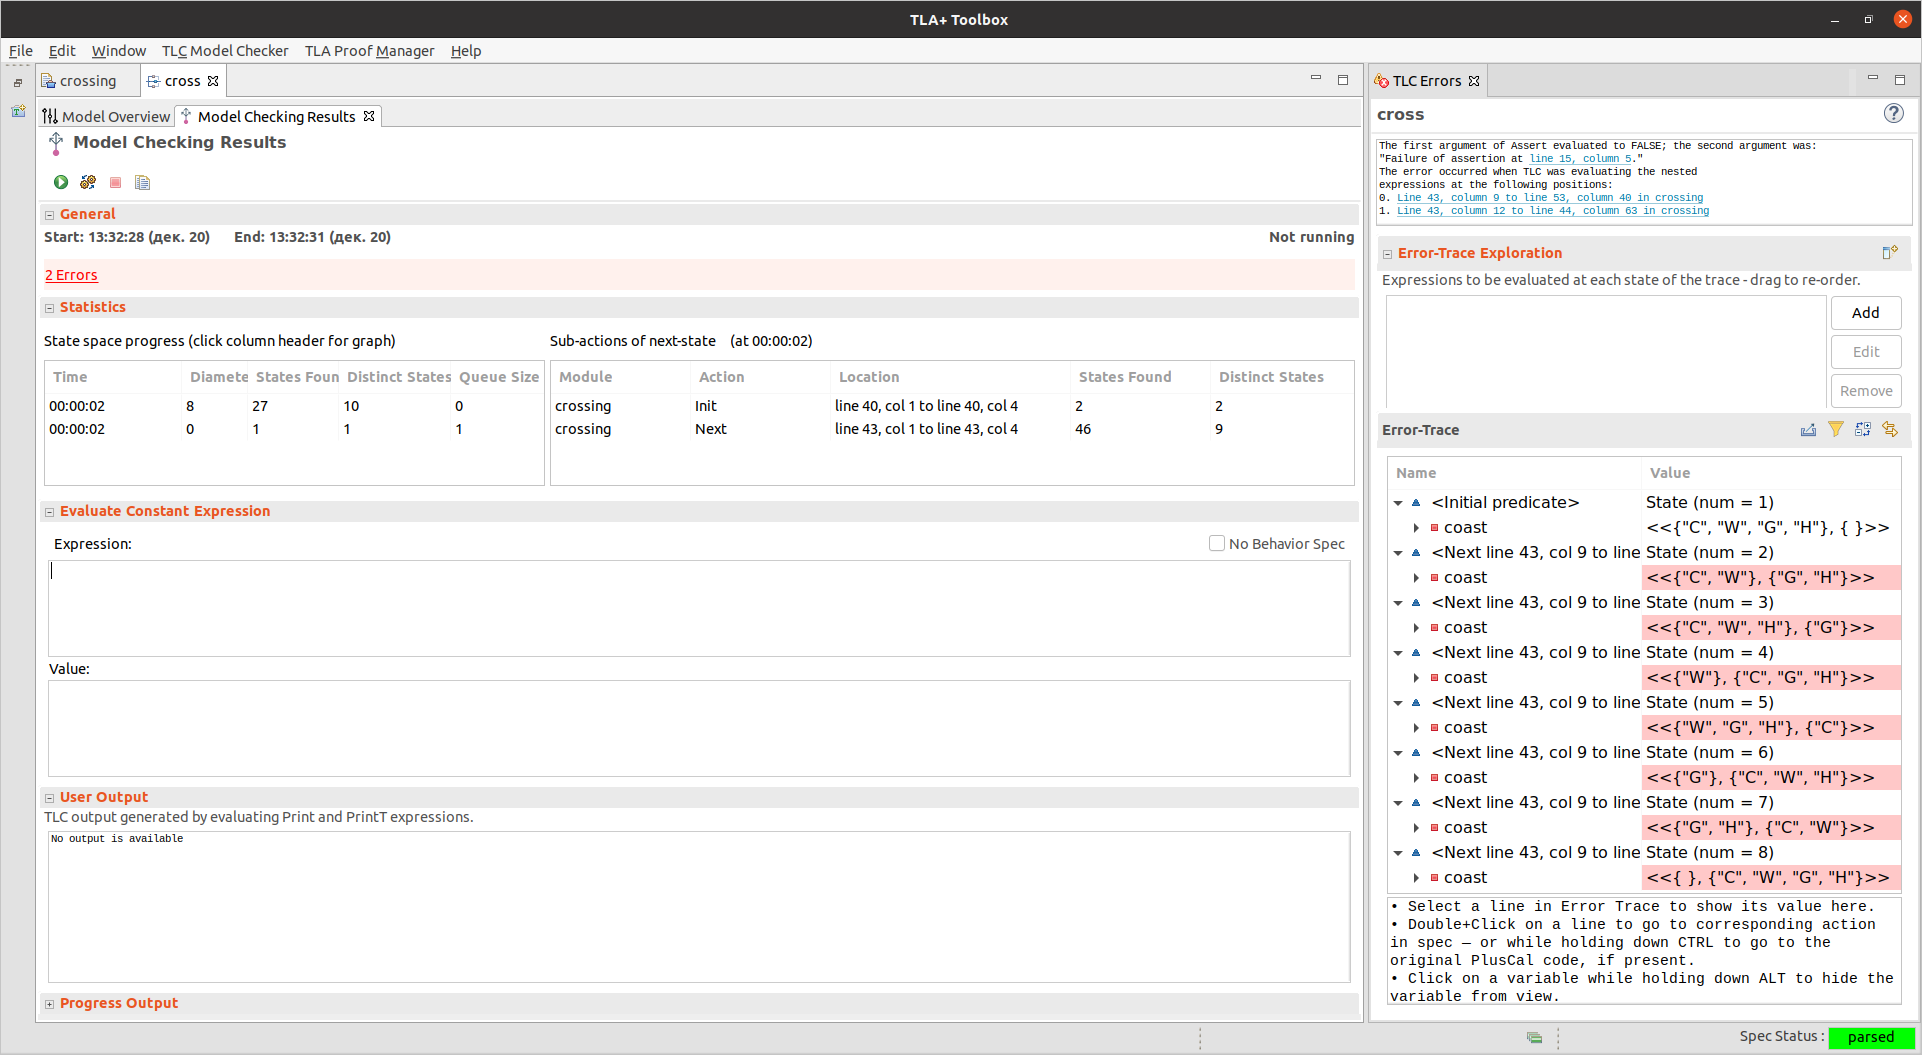 TLA+ Toolbox
File Edit Window TLC Model Checker TLA Proof Manager Help
crossing cross
Model Overview Model Checking Results
Model Checking Results
General
Start: 13:32:28 (дек. 20) End: 13:32:31 (дек. 20) Not running
2 Errors
Statistics
State space progress (click column header for graph)
Time Diamete States Foun Distinct States Queue Size
00:00:02 8 27 10 0
00:00:02 0 1 1 1
Sub-actions of next-state (at 00:00:02)
Module Action Location States Found Distinct States
crossing Init line 40, col 1 to line 40, col 4 2 2
crossing Next line 43, col 1 to line 43, col 4 46 9
Evaluate Constant Expression
Expression: No Behavior Spec
Value:
User Output
TLC output generated by evaluating Print and PrintT expressions.
No output is available
Progress Output
TLC Errors
cross
The first argument of Assert evaluated to FALSE; the second argument was:
"Failure of assertion at line 15, column 5."
The error occurred when TLC was evaluating the nested
expressions at the following positions:
0. Line 43, column 9 to line 53, column 40 in crossing
1. Line 43, column 12 to line 44, column 63 in crossing
Error-Trace Exploration
Expressions to be evaluated at each state of the trace - drag to re-order.
Add
Edit
Remove
Error-Trace
Name Value
<Initial predicate> State (num = 1)
coast <<{"C", "W", "G", "H"}, { }>>
<Next line 43, col 9 to line State (num = 2)
coast <<{"C", "W"}, {"G", "H"}>>
<Next line 43, col 9 to line State (num = 3)
coast <<{"C", "W", "H"}, {"G"}>>
<Next line 43, col 9 to line State (num = 4)
coast <<{"W"}, {"C", "G", "H"}>>
<Next line 43, col 9 to line State (num = 5)
coast <<{"W", "G", "H"}, {"C"}>>
<Next line 43, col 9 to line State (num = 6)
coast <<{"G"}, {"C", "W", "H"}>>
<Next line 43, col 9 to line State (num = 7)
coast <<{"G", "H"}, {"C", "W"}>>
<Next line 43, col 9 to line State (num = 8)
coast <<{ }, {"C", "W", "G", "H"}>>
• Select a line in Error Trace to show its value here.
• Double+Click on a line to go to corresponding action
in spec — or while holding down CTRL to go to the
original PlusCal code, if present.
• Click on a variable while holding down ALT to hide the
variable from view.
Spec Status : parsed